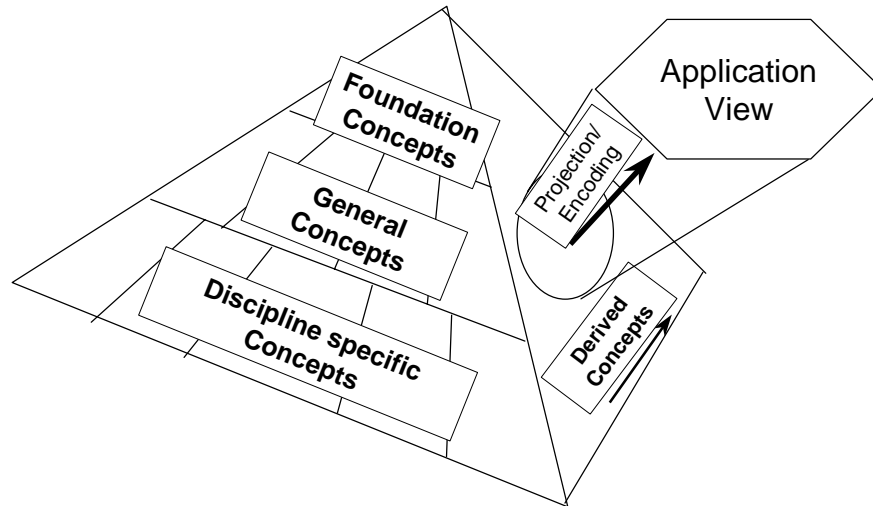 Foundation
Concepts
General
Concepts
Discipline specific
Concepts
Projection/
Encoding
Application
View
Derived
Concepts